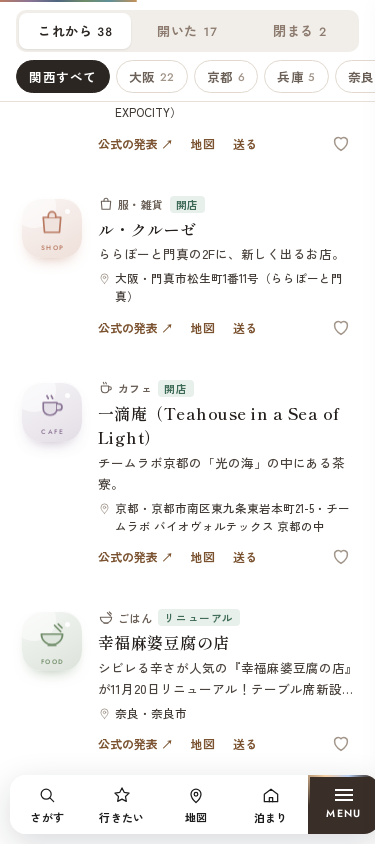 これから 38
開いた 17
閉まる 2
関西すべて
大阪 22
京都 6
兵庫 5
奈良
EXPOCITY）
公式の発表 ↗ 地図 送る
SHOP
服・雑貨 開店
ル・クルーゼ
ららぽーと門真の2Fに、新しく出るお店。
大阪・門真市松生町1番11号（ららぽーと門
真）
公式の発表 ↗ 地図 送る
CAFE
カフェ 開店
一滴庵（Teahouse in a Sea of
Light）
チームラボ京都の「光の海」の中にある茶
寮。
京都・京都市南区東九条東岩本町21-5・チー
ムラボ バイオヴォルテックス 京都の中
公式の発表 ↗ 地図 送る
FOOD
ごはん リニューアル
幸福麻婆豆腐の店
シビレる辛さが人気の『幸福麻婆豆腐の店』
が11月20日リニューアル！テーブル席新設…
奈良・奈良市
公式の発表 ↗ 地図 送る
さがす
行きたい
地図
泊まり
MENU